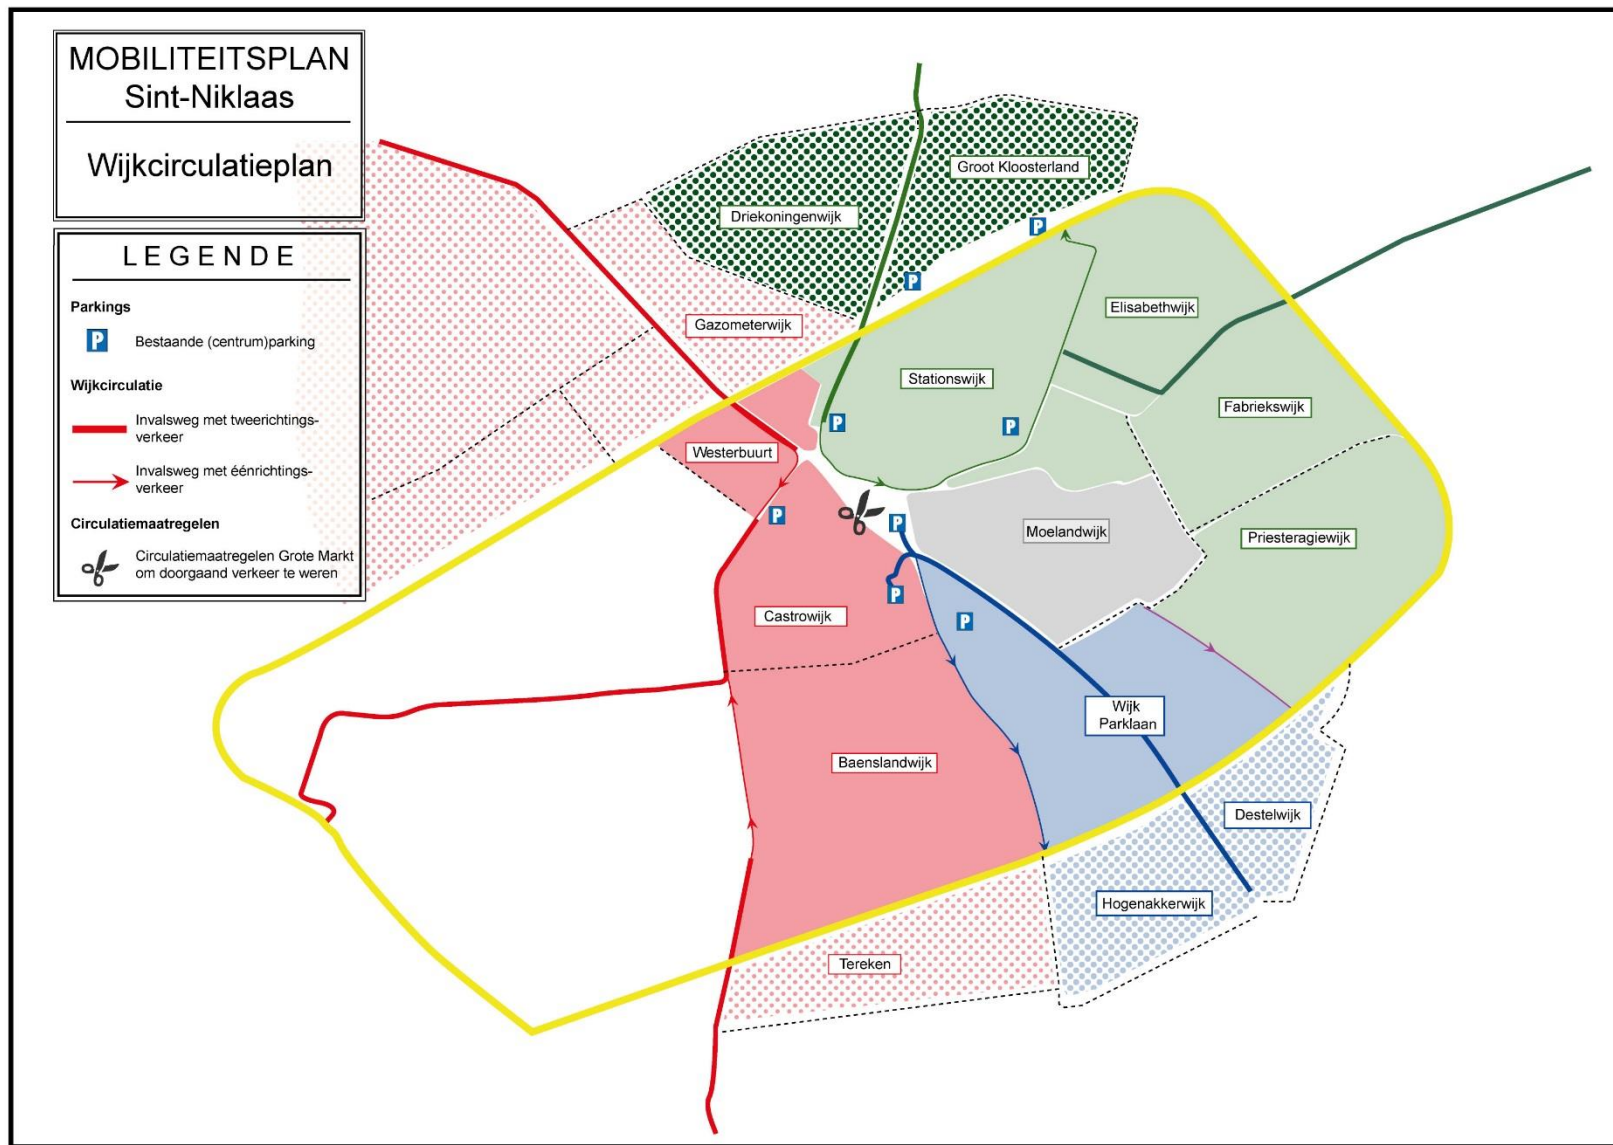 MOBILITEITSPLAN
Sint-Niklaas
Wijkcirculatieplan
LEGENDE
Parkings
P
Bestaande (centrum)parking
Wijkcirculatie
Invalsweg met tweerichtings-
verkeer
Invalsweg met éénrichtings-
verkeer
Circulatiemaatregelen
Circulatiemaatregelen Grote Markt
om doorgaand verkeer te weren
Groot Kloosterland
Driekoningenwijk
P
P
Elisabethwijk
Gazometerwijk
Stationswijk
Fabriekswijk
P
P
Westerbuurt
P
P
Moelandwijk
Priesteragiewijk
P
Castrowijk
P
Wijk
Parklaan
Baenslandwijk
Destelwijk
Hogenakkerwijk
Tereken